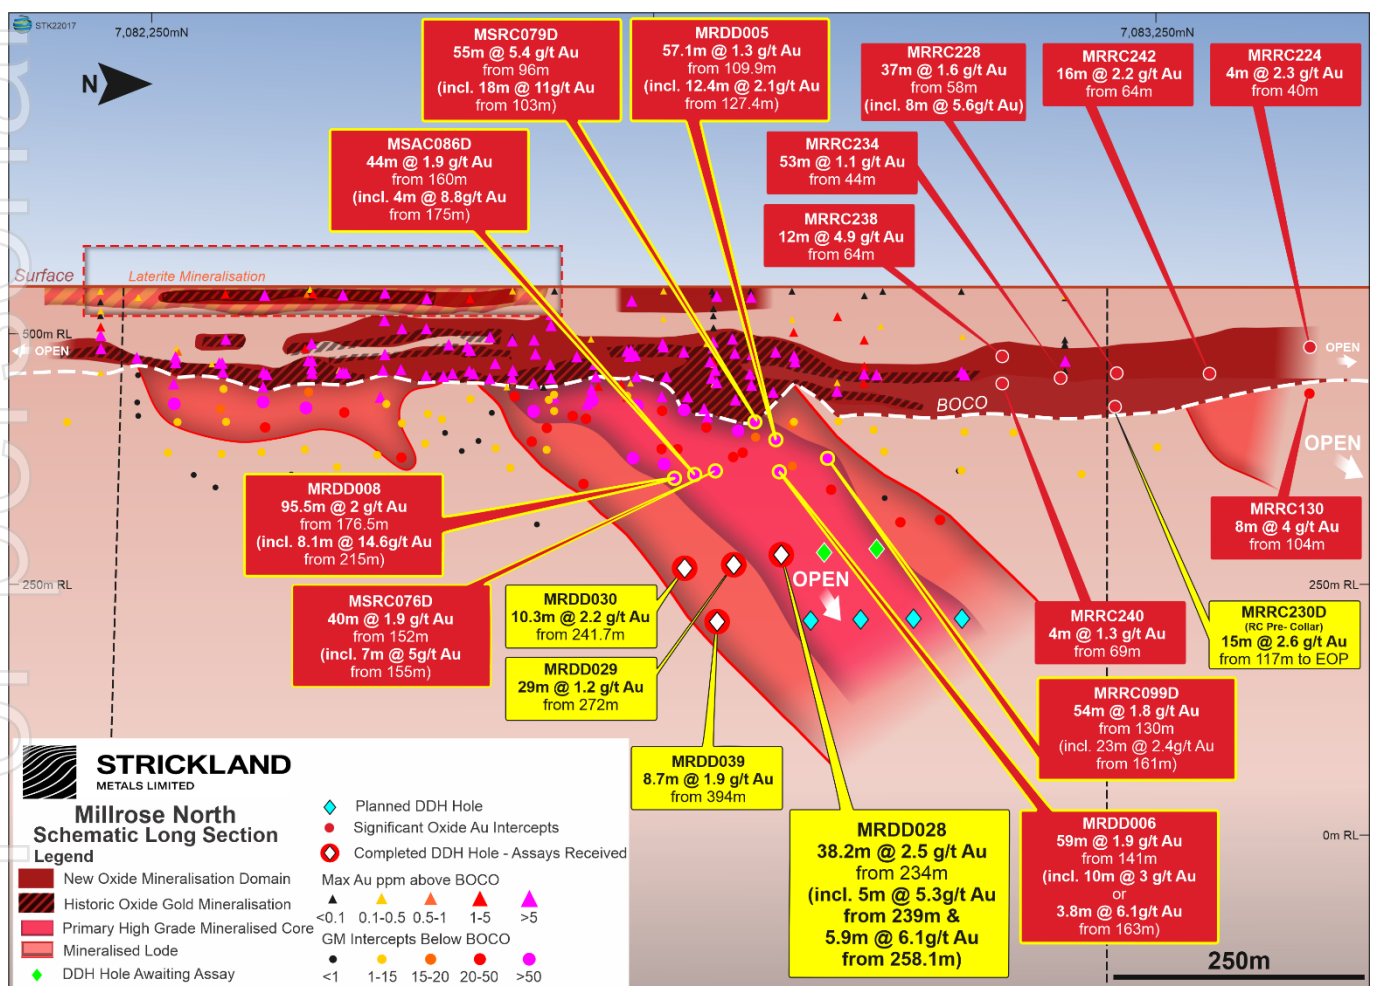 STK22017
7,082,250mN
7,083,250mN
N
MSRC079D
55m @ 5.4 g/t Au
from 96m
(incl. 18m @ 11g/t Au
from 103m)
MRDD005
57.1m @ 1.3 g/t Au
from 109.9m
(incl. 12.4m @ 2.1g/t Au
from 127.4m)
MRRC228
37m @ 1.6 g/t Au
from 58m
(incl. 8m @ 5.6g/t Au)
MRRC242
16m @ 2.2 g/t Au
from 64m
MRRC224
4m @ 2.3 g/t Au
from 40m
MSAC086D
44m @ 1.9 g/t Au
from 160m
(incl. 4m @ 8.8g/t Au
from 175m)
MRRC234
53m @ 1.1 g/t Au
from 44m
MRRC238
12m @ 4.9 g/t Au
from 64m
Surface
Laterite Mineralisation
500m RL
OPEN
OPEN
BOCO
OPEN
MRDD008
95.5m @ 2 g/t Au
from 176.5m
(incl. 8.1m @ 14.6g/t Au
from 215m)
MRRC130
8m @ 4 g/t Au
from 104m
250m RL
250m RL
OPEN
MSRC076D
40m @ 1.9 g/t Au
from 152m
(incl. 7m @ 5g/t Au
from 155m)
MRDD030
10.3m @ 2.2 g/t Au
from 241.7m
MRDD029
29m @ 1.2 g/t Au
from 272m
MRRC240
4m @ 1.3 g/t Au
from 69m
MRRC230D
(RC Pre- Collar)
15m @ 2.6 g/t Au
from 117m to EOP
MRRC099D
54m @ 1.8 g/t Au
from 130m
(incl. 23m @ 2.4g/t Au
from 161m)
MRDD039
8.7m @ 1.9 g/t Au
from 394m
MRDD028
38.2m @ 2.5 g/t Au
from 234m
(incl. 5m @ 5.3g/t Au
from 239m &
5.9m @ 6.1g/t Au
from 258.1m)
MRDD006
59m @ 1.9 g/t Au
from 141m
(incl. 10m @ 3 g/t Au
or
3.8m @ 6.1g/t Au
from 163m)
0m RL
250m
STRICKLAND
METALS LIMITED
Millrose North
Schematic Long Section
Legend
New Oxide Mineralisation Domain
Historic Oxide Gold Mineralisation
Primary High Grade Mineralised Core
Mineralised Lode
DDH Hole Awaiting Assay
Planned DDH Hole
Significant Oxide Au Intercepts
Completed DDH Hole - Assays Received
Max Au ppm above BOCO
<0.1 0.1-0.5 0.5-1 1-5 >5
GM Intercepts Below BOCO
<1 1-15 15-20 20-50 >50